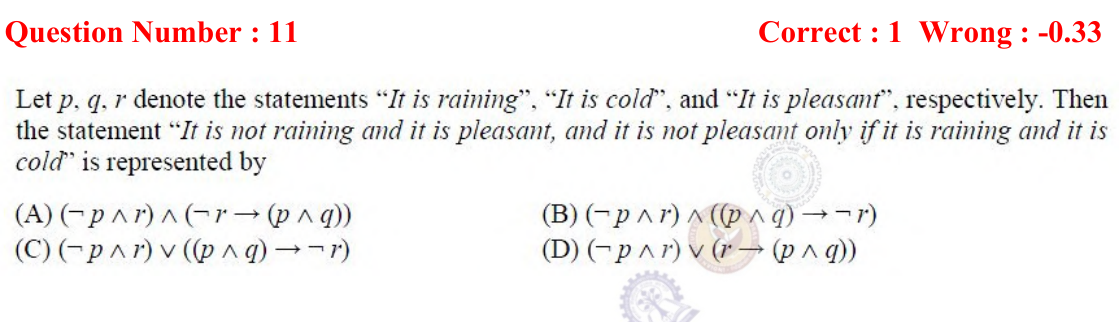 Question Number : 11 Correct : 1 Wrong : -0.33
Let p, q, r denote the statements “It is raining”, “It is cold”, and “It is pleasant”, respectively. Then
the statement “It is not raining and it is pleasant, and it is not pleasant only if it is raining and it is
cold” is represented by
(A) (¬ p ∧ r) ∧ (¬ r → (p ∧ q)) (B) (¬ p ∧ r) ∧ ((p ∧ q) → ¬ r)
(C) (¬ p ∧ r) ∨ ((p ∧ q) → ¬ r) (D) (¬ p ∧ r) ∨ (r → (p ∧ q))